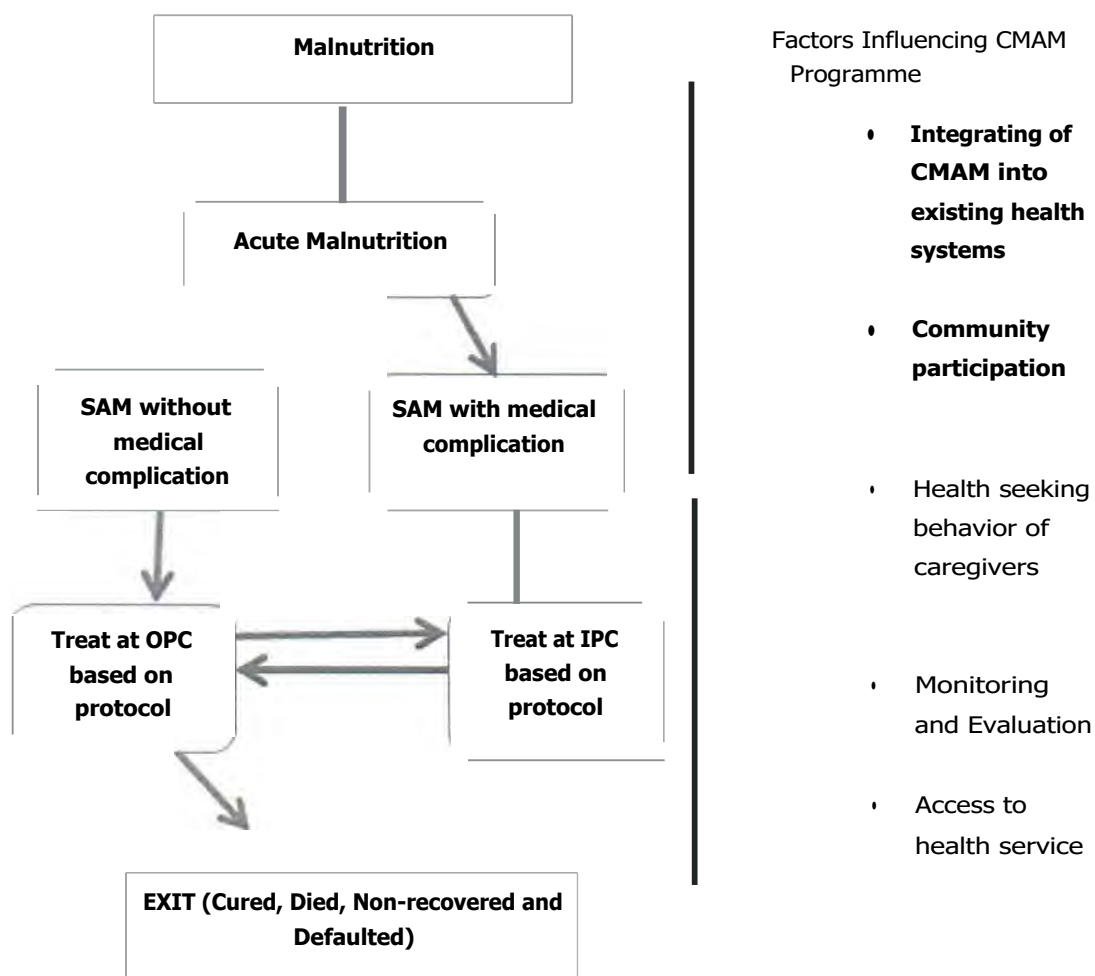 Malnutrition
Acute Malnutrition
SAM without
medical
complication
SAM with medical
complication
Treat at OPC
based on
protocol
Treat at IPC
based on
protocol
EXIT (Cured, Died, Non-recovered and
Defaulted)
Factors Influencing CMAM
Programme
• Integrating of
CMAM into
existing health
systems
• Community
participation
• Health seeking
behavior of
caregivers
• Monitoring
and Evaluation
• Access to
health service